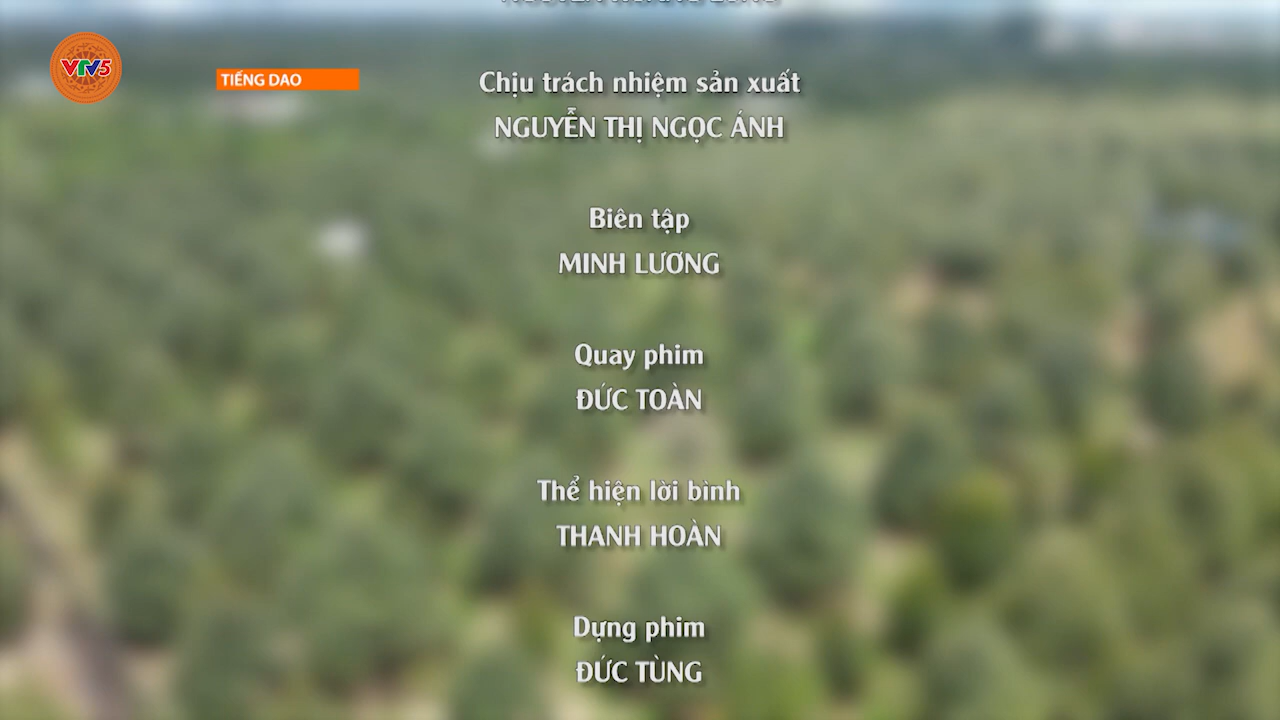 VTV5
TIẾNG DAO
Chịu trách nhiệm sản xuất
NGUYỄN THỊ NGỌC ÁNH
Biên tập
MINH LƯƠNG
Quay phim
ĐỨC TOÀN
Thể hiện lời bình
THANH HOÀN
Dựng phim
ĐỨC TÙNG